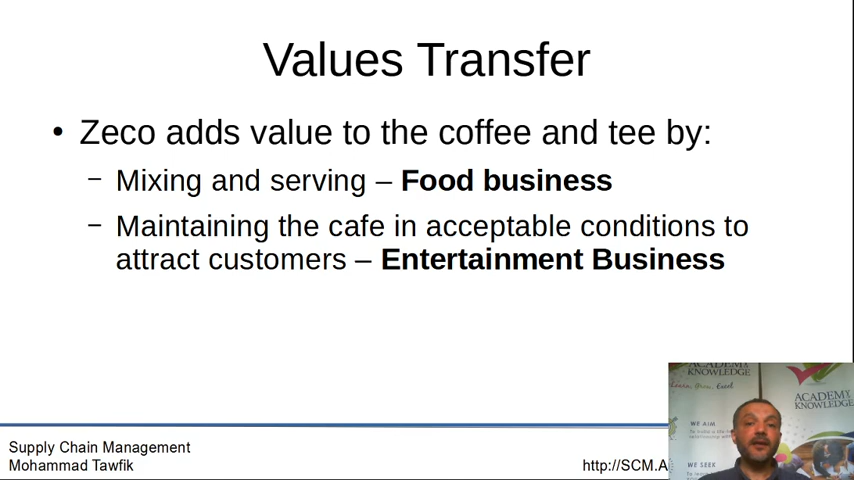 Values Transfer
• Zeco adds value to the coffee and tee by:
– Mixing and serving – Food business
– Maintaining the cafe in acceptable conditions to
attract customers – Entertainment Business
Supply Chain Management
Mohammad Tawfik
http://SCM.A
ACADEMY
KNOWLEDGE
ACADEMY
KNOWLEDGE
WE AIM
WE SEEK